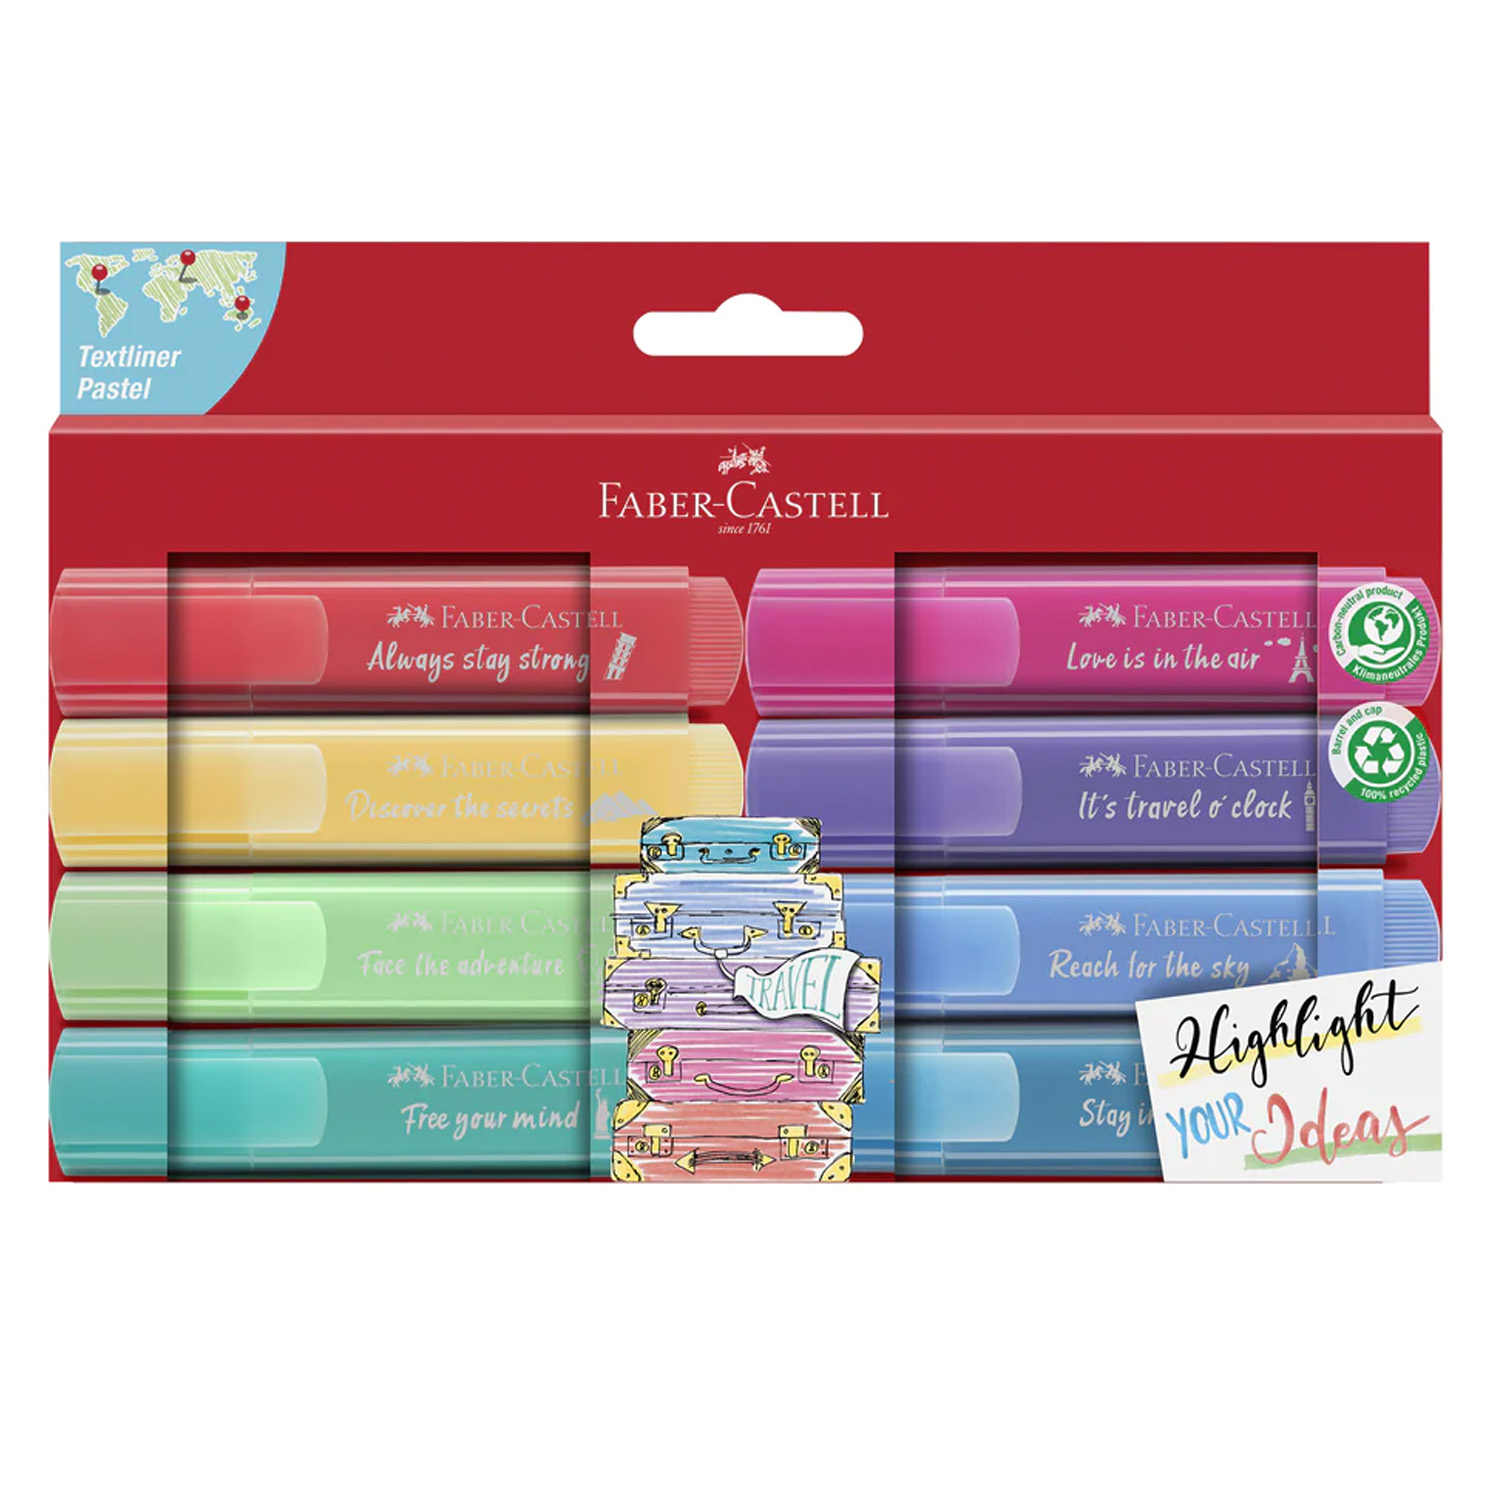 Textliner
Pastel
FABER-CASTELL
since 1761
FABER-CASTELL
Always stay strong
FABER-CASTELL
Love is in the air
Carbon-neutral product
Klimaneutrales Produkt
FABER-CASTELL
Discover the secrets
FABER-CASTELL
It's travel o'clock
Barrel and cap
100% recycled plastic
FABER-CASTELL
Face the adventure
FABER-CASTELL
Reach for the sky
TRAVEL
FABER-CASTELL
Free your mind
Stay
Highlight
YOUR Ideas